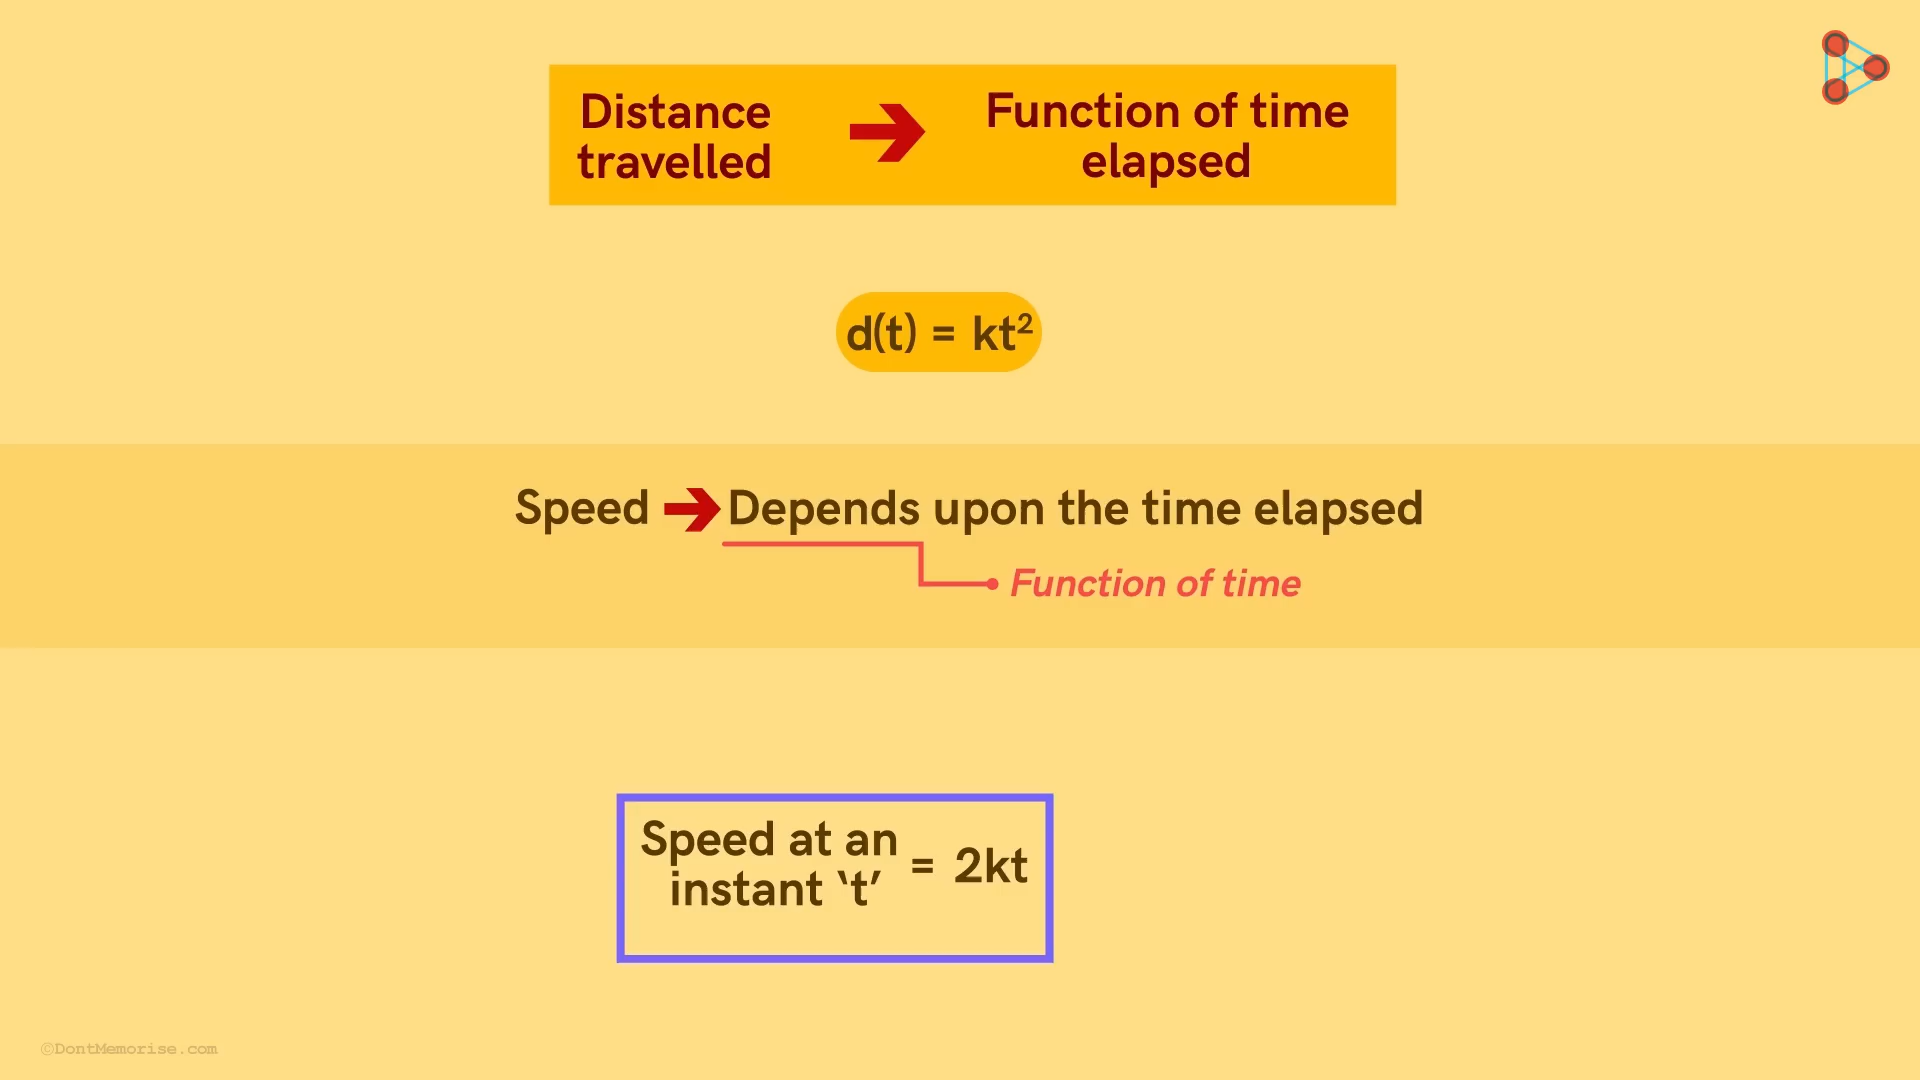 Distance
travelled
Function of time
elapsed
d(t) = kt²
Speed Depends upon the time elapsed
Function of time
Speed at an
instant ‘t’ = 2kt
©DontMemorise.com